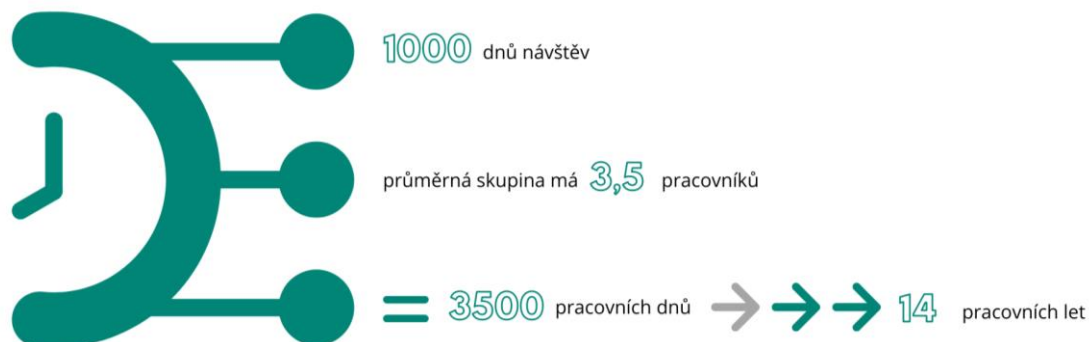 1000 dnů návštěv
průměrná skupina má 3,5 pracovníků
= 3500 pracovních dnů → → → 14 pracovních let